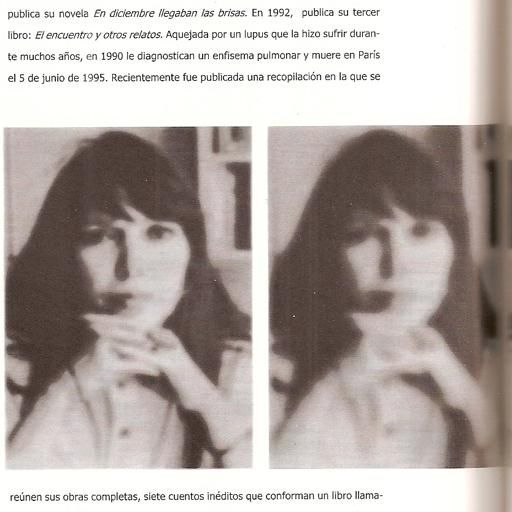 publica su novela En diciembre llegaban las brisas. En 1992, publica su tercer
libro: El encuentro y otros relatos. Aquejada por un lupus que la hizo sufrir duran-
te muchos años, en 1990 le diagnostican un enfisema pulmonar y muere en París
el 5 de junio de 1995. Recientemente fue publicada una recopilación en la que se
reúnen sus obras completas, siete cuentos inéditos que conforman un libro llama-